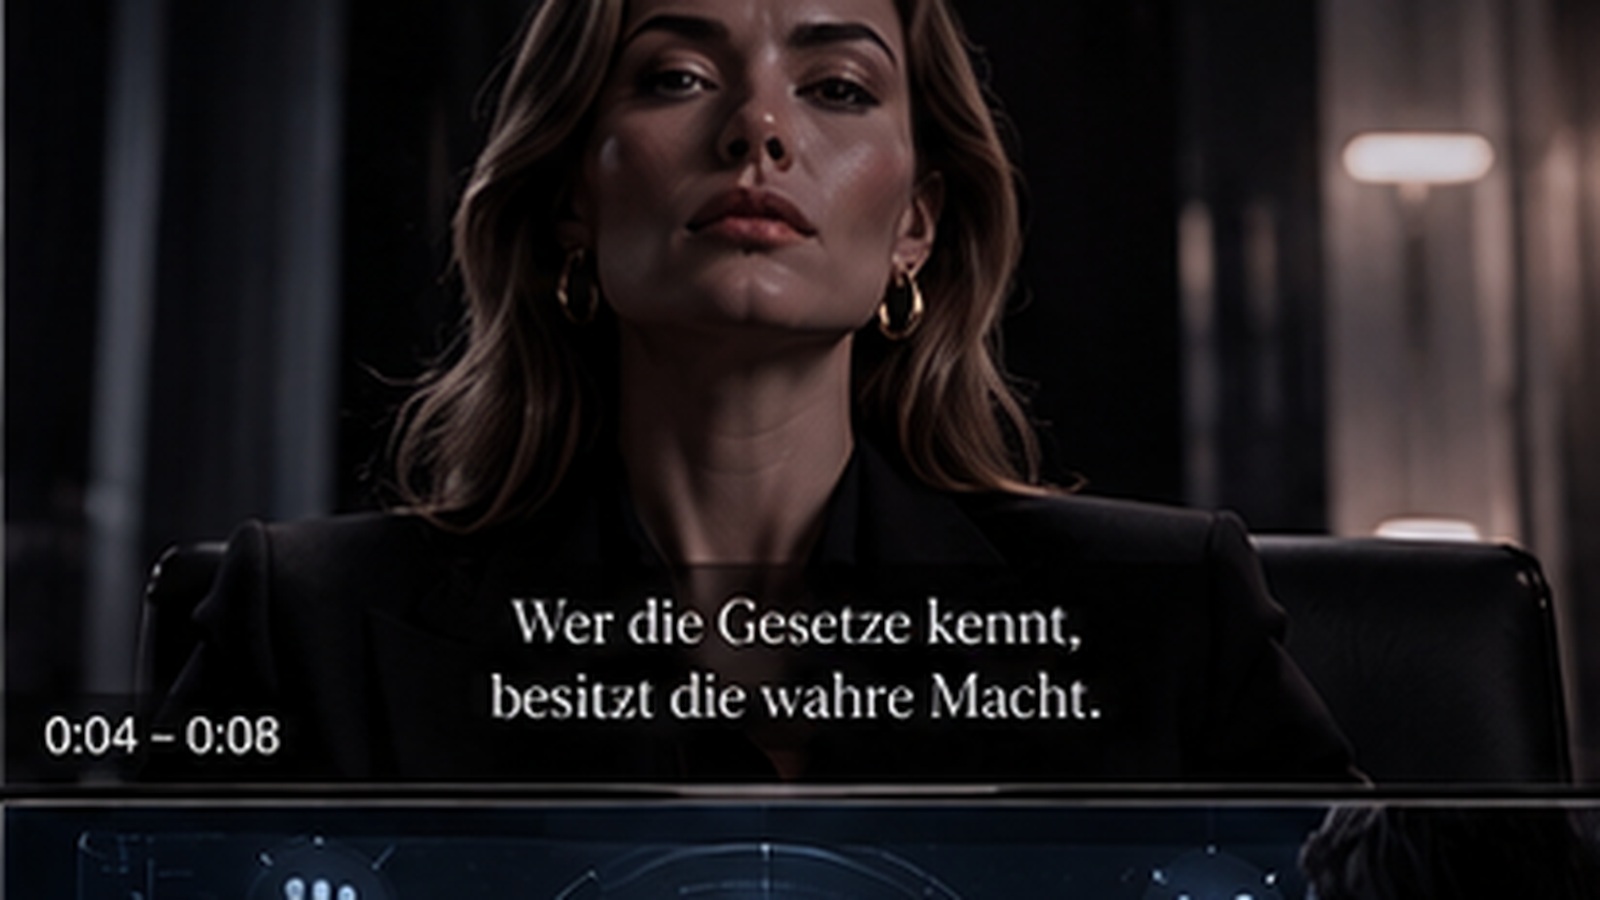 Wer die Gesetze kennt,
besitzt die wahre Macht.
0:04 – 0:08